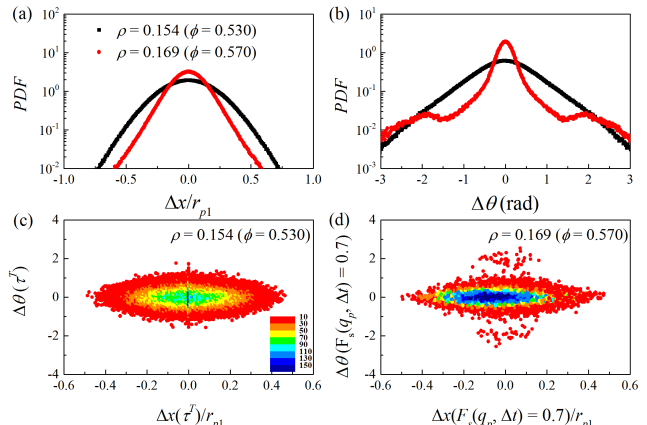 (a)
ρ = 0.154 (ϕ = 0.530)
ρ = 0.169 (ϕ = 0.570)
PDF
10²
10¹
10⁰
10⁻¹
10⁻²
-1.0 -0.5 0.0 0.5 1.0
Δx/r_p1
(b)
PDF
10²
10¹
10⁰
10⁻¹
10⁻²
10⁻³
-3 -2 -1 0 1 2 3
Δθ (rad)
(c)
ρ = 0.154 (ϕ = 0.530)
Δθ (τᵀ)
4
2
0
-2
-4
10
30
50
70
90
110
130
150
-0.6 -0.4 -0.2 0.0 0.2 0.4 0.6
Δx(τᵀ)/r_p1
(d)
ρ = 0.169 (ϕ = 0.570)
Δθ (F_s(q_p, Δt) = 0.7)
4
2
0
-2
-4
-0.6 -0.4 -0.2 0.0 0.2 0.4 0.6
Δx(F_s(q_p, Δt) = 0.7)/r_p1